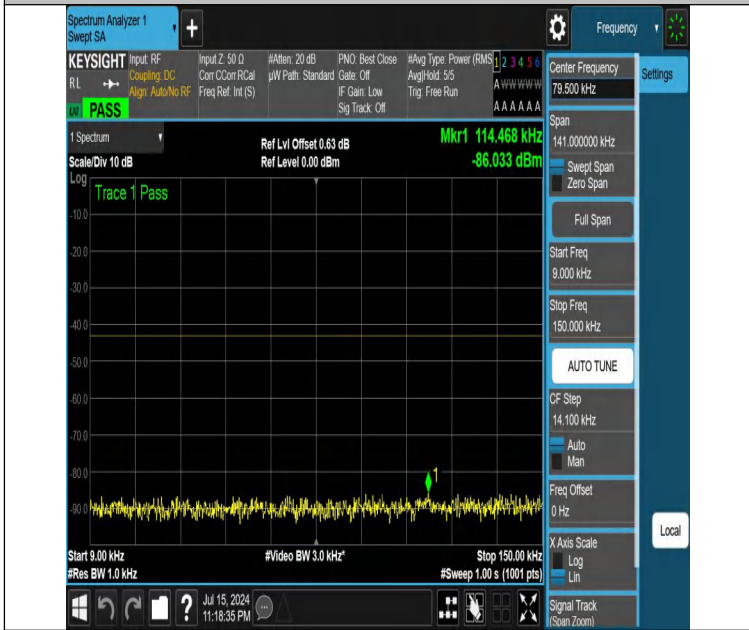 Spectrum Analyzer 1
Swept SA
+
Frequency
KEYSIGHT
RL
LXI PASS
Input: RF
Coupling: DC
Align: Auto/No RF
Input Z: 50 Ω
Corr CCorr RCal
Freq Ref: Int (S)
#Atten: 20 dB
µW Path: Standard
PNO: Best Close
Gate: Off
IF Gain: Low
Sig Track: Off
#Avg Type: Power (RMS
Avg|Hold: 5/5
Trig: Free Run
1 2 3 4 5 6
A W W W W W
A A A A A A
Center Frequency
79.500 kHz
Settings
1 Spectrum
Scale/Div 10 dB
Ref Lvl Offset 0.63 dB
Ref Level 0.00 dBm
Mkr1 114.468 kHz
-86.033 dBm
Log
Trace 1 Pass
-10.0
-20.0
-30.0
-40.0
-50.0
-60.0
-70.0
-80.0
-90.0
1
Start 9.00 kHz
#Res BW 1.0 kHz
#Video BW 3.0 kHz*
Stop 150.00 kHz
#Sweep 1.00 s (1001 pts)
Span
141.000000 kHz
Swept Span
Zero Span
Full Span
Start Freq
9.000 kHz
Stop Freq
150.000 kHz
AUTO TUNE
CF Step
14.100 kHz
Auto
Man
Freq Offset
0 Hz
X Axis Scale
Log
Lin
Signal Track
(Span Zoom)
Local
?
Jul 15, 2024
11:18:35 PM